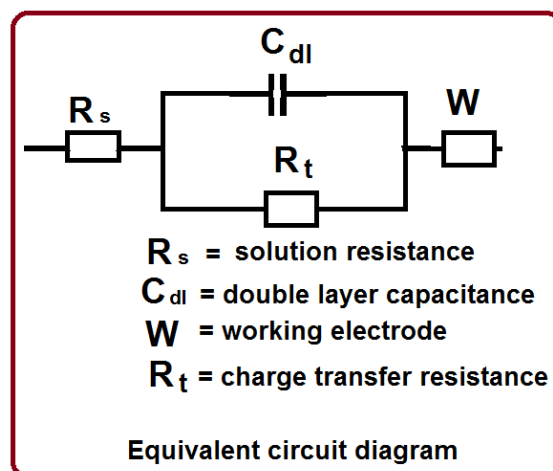 Cdl
Rs
W
Rt
Rs = solution resistance
Cdl = double layer capacitance
W = working electrode
Rt = charge transfer resistance
Equivalent circuit diagram